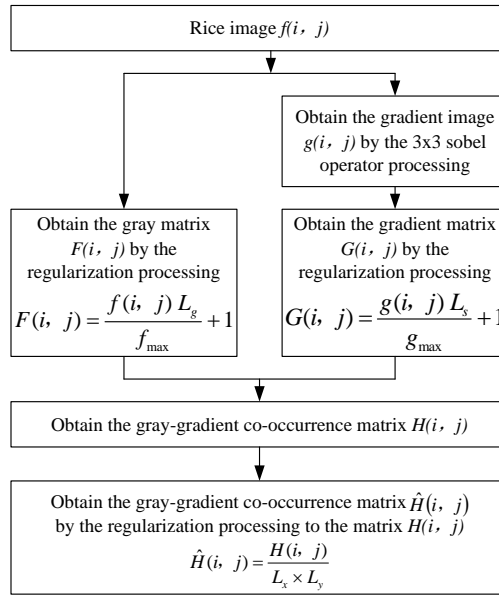 Rice image f(i, j)
Obtain the gradient image
g(i, j) by the 3x3 sobel
operator processing
Obtain the gray matrix
F(i, j) by the
regularization processing
F(i, j) = f(i, j) L_g / f_max + 1
Obtain the gradient matrix
G(i, j) by the
regularization processing
G(i, j) = g(i, j) L_s / g_max + 1
Obtain the gray-gradient co-occurrence matrix H(i, j)
Obtain the gray-gradient co-occurrence matrix Ĥ(i, j)
by the regularization processing to the matrix H(i, j)
Ĥ(i, j) = H(i, j) / L_x × L_y